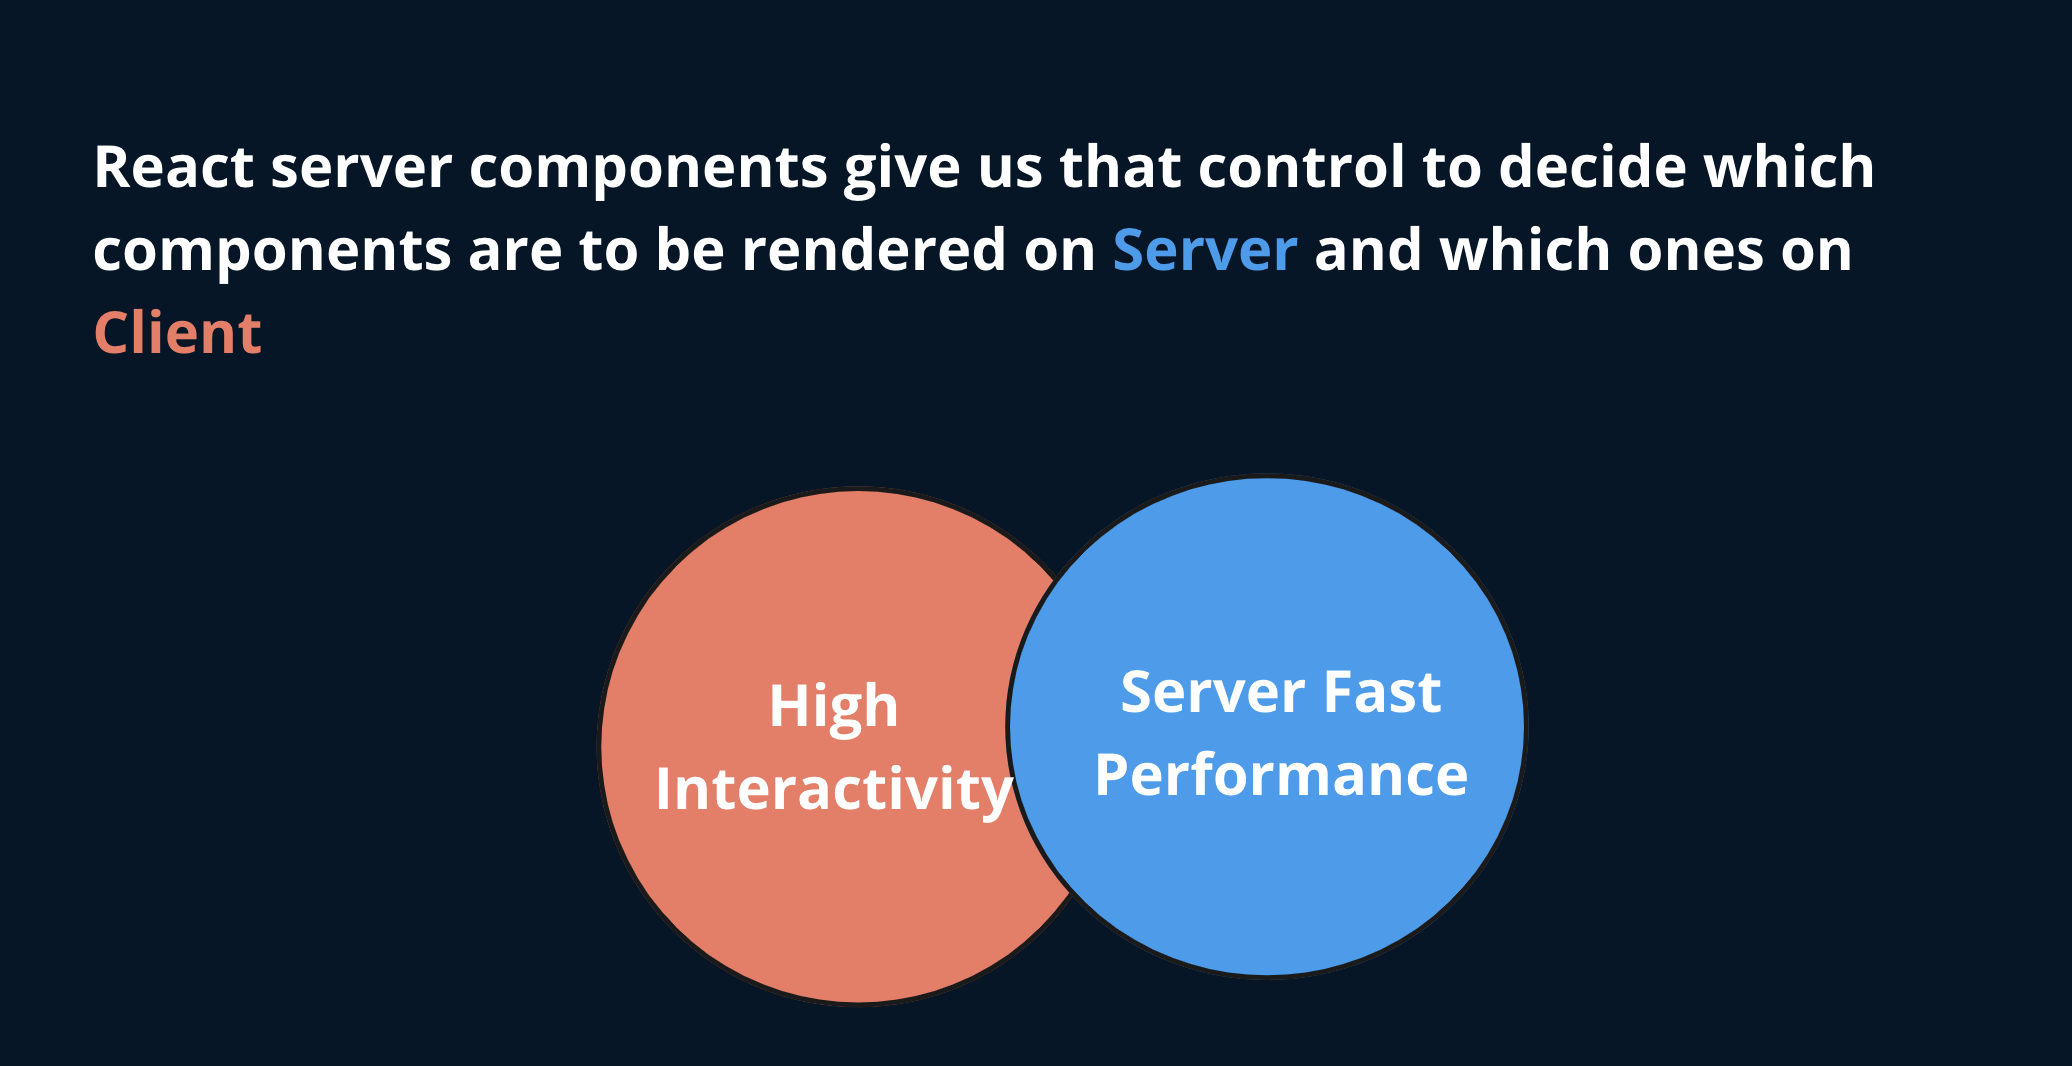 React server components give us that control to decide which
components are to be rendered on Server and which ones on
Client
High
Interactivity
Server Fast
Performance